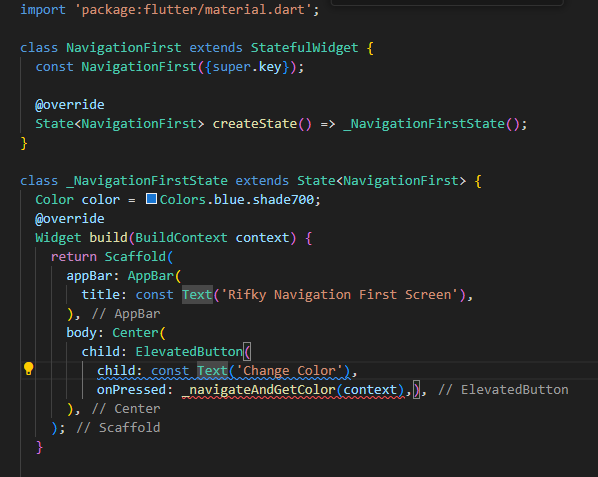 import 'package:flutter/material.dart';
class NavigationFirst extends StatefulWidget {
const NavigationFirst({super.key});
@override
State<NavigationFirst> createState() => _NavigationFirstState();
}
class _NavigationFirstState extends State<NavigationFirst> {
Color color = Colors.blue.shade700;
@override
Widget build(BuildContext context) {
return Scaffold(
appBar: AppBar(
title: const Text('Rifky Navigation First Screen'),
), // AppBar
body: Center(
child: ElevatedButton(
child: const Text('Change Color'),
onPressed: _navigateAndGetColor(context),), // ElevatedButton
), // Center
); // Scaffold
}